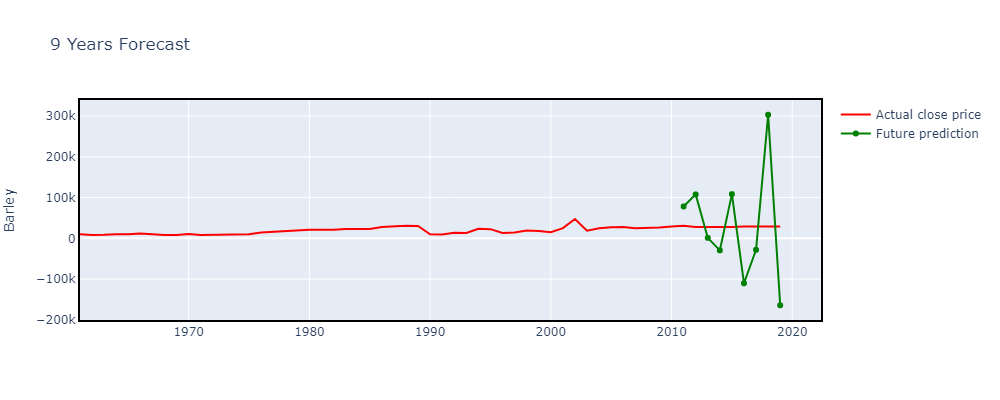 9 Years Forecast
Actual close price
Future prediction
Barley
300k
200k
100k
0
−100k
−200k
1970
1980
1990
2000
2010
2020